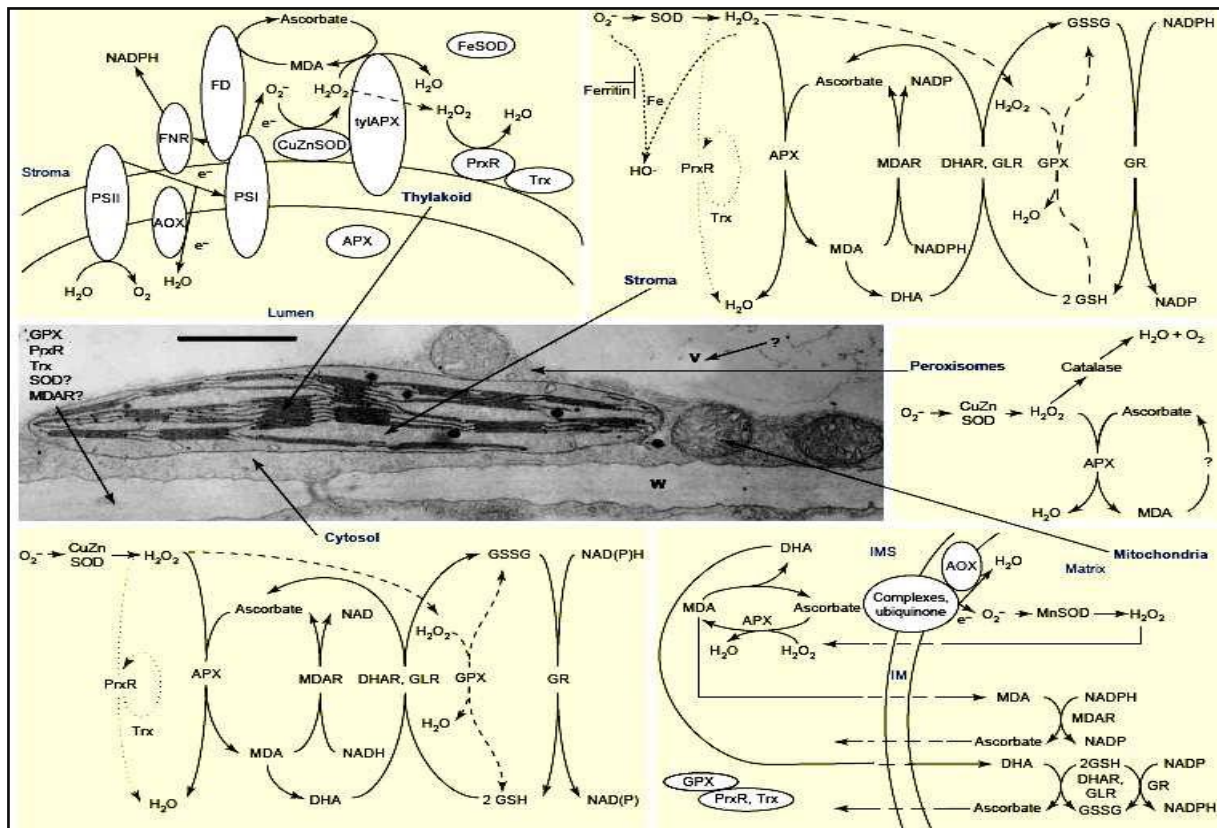 Ascorbate
FeSOD
NADPH
MDA
FD
H₂O
O₂⁻
H₂O₂
H₂O₂
H₂O
e⁻
tylAPX
FNR
CuZnSOD
PrxR
Trx
Stroma
e⁻
PSII
PSI
Thylakoid
AOX
e⁻
APX
H₂O
O₂
H₂O
Lumen
O₂⁻
SOD
H₂O₂
GSSG
NADPH
Ascorbate
NADP
Ferritin
Fe
H₂O₂
HO·
PrxR
APX
MDAR
DHAR, GLR
GPX
GR
Trx
H₂O
MDA
NADPH
DHA
H₂O
2 GSH
NADP
Stroma
GPX
PrxR
Trx
SOD?
MDAR?
V
?
W
Peroxisomes
H₂O + O₂
Catalase
O₂⁻
CuZn
SOD
H₂O₂
Ascorbate
APX
?
H₂O
MDA
Cytosol
O₂⁻
CuZn
SOD
H₂O₂
GSSG
NAD(P)H
Ascorbate
NAD
H₂O₂
PrxR
APX
MDAR
DHAR, GLR
GPX
GR
Trx
H₂O
MDA
NADH
H₂O
DHA
2 GSH
NAD(P)
DHA
IMS
AOX
H₂O
Mitochondria
Matrix
MDA
Ascorbate
Complexes,
ubiquinone
APX
e⁻
O₂⁻
MnSOD
H₂O₂
H₂O
H₂O₂
IM
MDA
NADPH
MDAR
Ascorbate
NADP
DHA
2GSH
NADP
DHAR,
GLR
GR
Ascorbate
GSSG
NADPH
GPX
PrxR, Trx